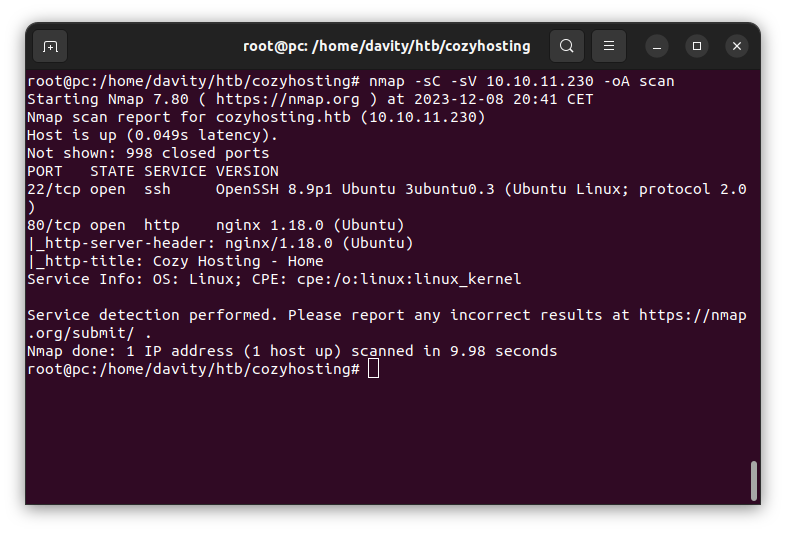 root@pc: /home/davity/htb/cozyhosting
root@pc:/home/davity/htb/cozyhosting# nmap -sC -sV 10.10.11.230 -oA scan
Starting Nmap 7.80 ( https://nmap.org ) at 2023-12-08 20:41 CET
Nmap scan report for cozyhosting.htb (10.10.11.230)
Host is up (0.049s latency).
Not shown: 998 closed ports
PORT   STATE SERVICE VERSION
22/tcp open  ssh     OpenSSH 8.9p1 Ubuntu 3ubuntu0.3 (Ubuntu Linux; protocol 2.0
)
80/tcp open  http    nginx 1.18.0 (Ubuntu)
|_http-server-header: nginx/1.18.0 (Ubuntu)
|_http-title: Cozy Hosting - Home
Service Info: OS: Linux; CPE: cpe:/o:linux:linux_kernel

Service detection performed. Please report any incorrect results at https://nmap
.org/submit/ .
Nmap done: 1 IP address (1 host up) scanned in 9.98 seconds
root@pc:/home/davity/htb/cozyhosting#